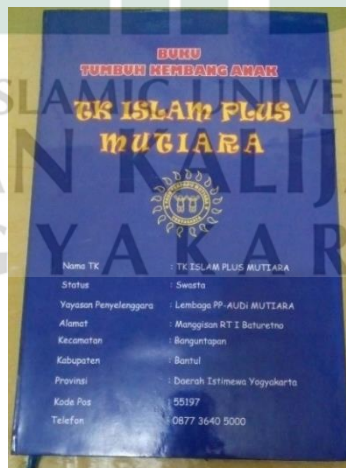 BUKU
TUMBUH KEMBANG ANAK
TK ISLAM PLUS
MUTIARA
Nama TK : TK ISLAM PLUS MUTIARA
Status : Swasta
Yayasan Penyelenggara : Lembaga PP-AUDi MUTIARA
Alamat : Manggisan RT I Baturetno
Kecamatan : Banguntapan
Kabupaten : Bantul
Provinsi : Daerah Istimewa Yogyakarta
Kode Pos : 55197
Telefon : 0877 3640 5000